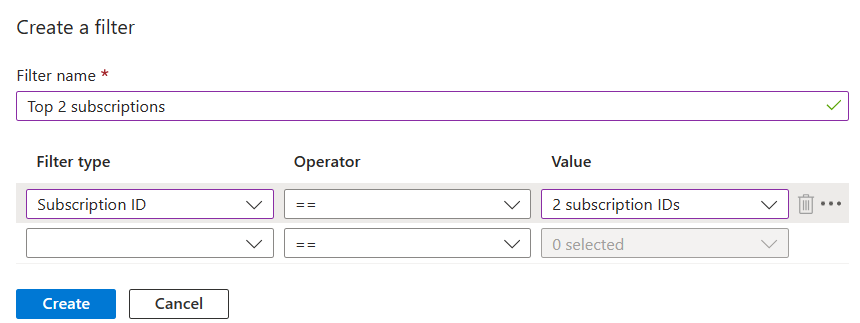 Create a filter
Filter name *
Top 2 subscriptions
Filter type Operator Value
Subscription ID == 2 subscription IDs
== 0 selected
Create Cancel